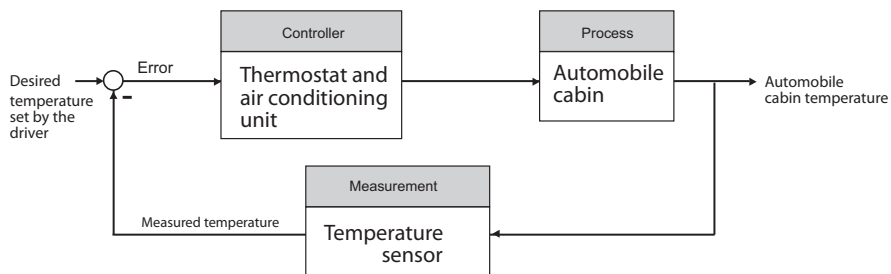 Controller
Process
Error
Desired
temperature
set by the
driver
-
Thermostat and
air conditioning
unit
Automobile
cabin
Automobile
cabin temperature
Measurement
Measured temperature
Temperature
sensor